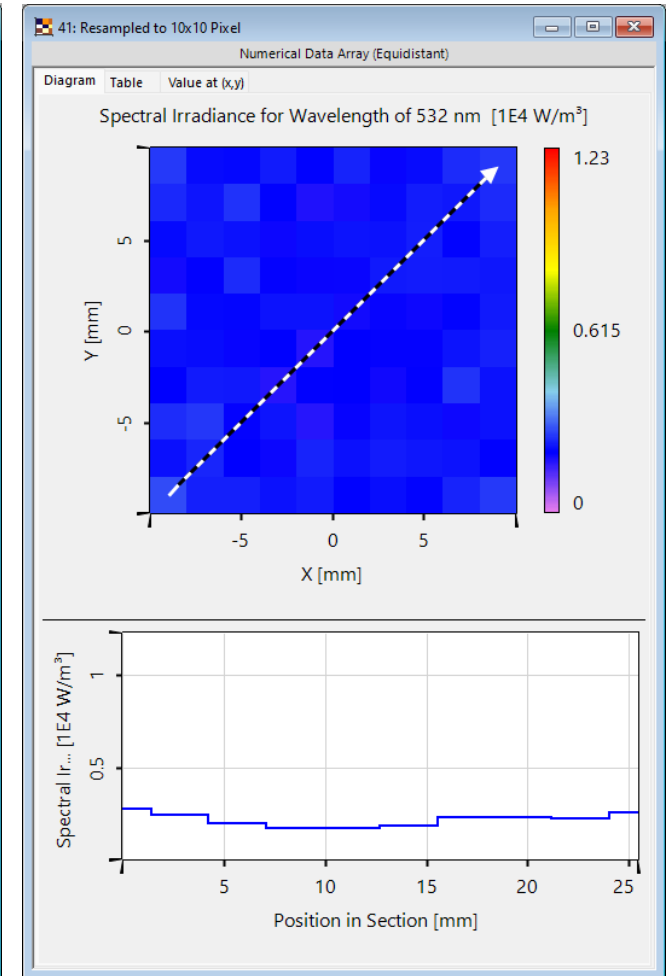 41: Resampled to 10x10 Pixel
Numerical Data Array (Equidistant)
Diagram Table Value at (x,y)
Spectral Irradiance for Wavelength of 532 nm [1E4 W/m³]
1.23
0.615
0
5
0
-5
Y [mm]
-5 0 5
X [mm]
1
0.5
Spectral Ir... [1E4 W/m³]
5 10 15 20 25
Position in Section [mm]